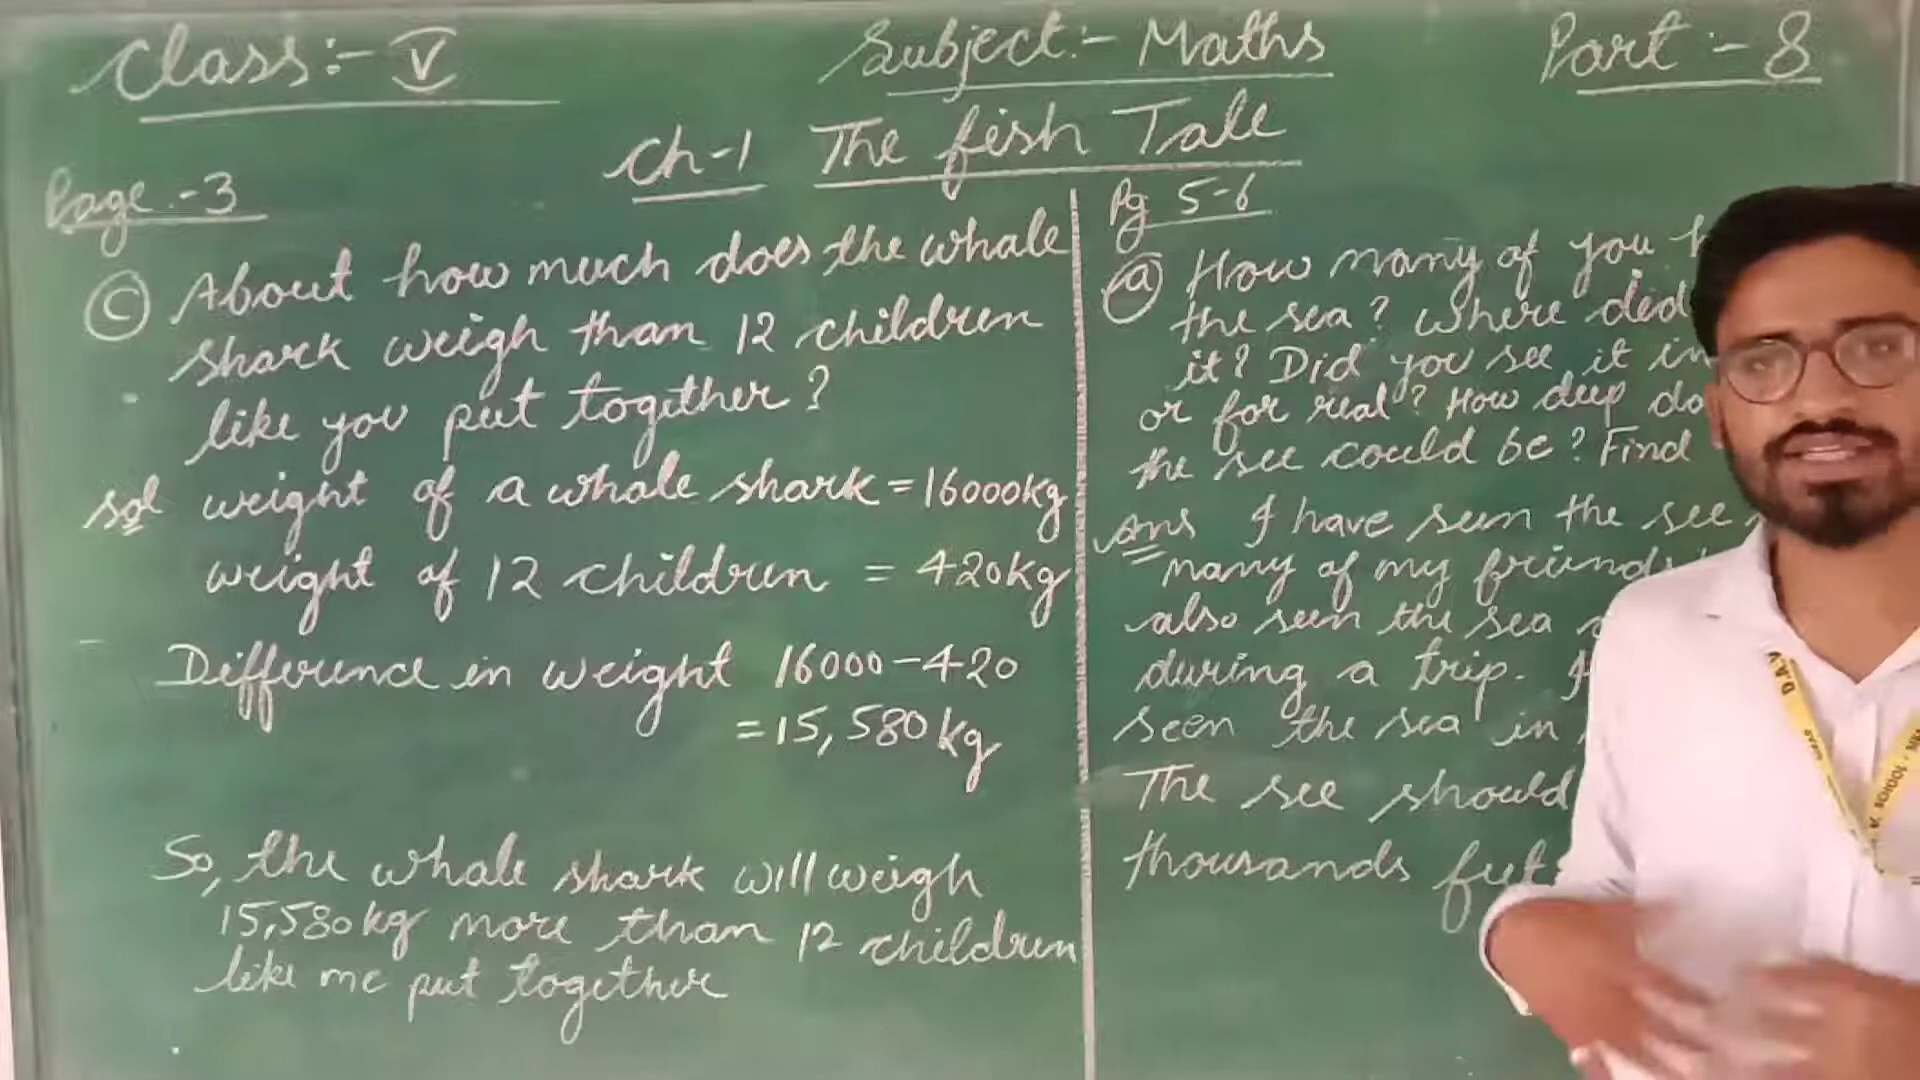 Class:- V
Subject:- Maths
Part:- 8
Ch-1 The fish Tale
Page.-3
C About how much does the whale
shark weigh than 12 children
like you put together?
sol weight of a whale shark = 16000kg
weight of 12 children = 420kg
Difference in weight 16000-420
= 15,580 kg
So, the whale shark will weigh
15,580kg more than 12 children
like me put together
Pg 5-6
a How many of you
the sea? Where did
it? Did you see it in
or for real? How deep do
the see could be? Find
Ans I have seen the see
many of my friends
also seen the sea
during a trip.
seen the sea in
The see should
thousands feet
D.A.V.
SCHOOL